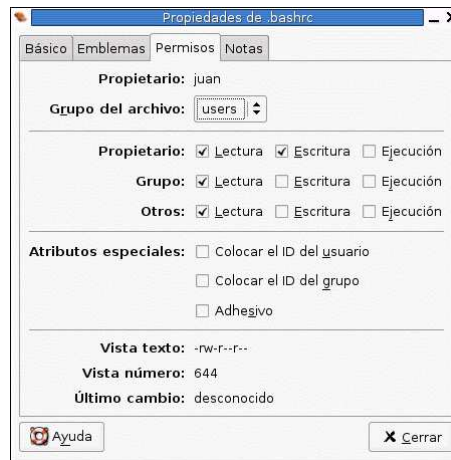 Propiedades de .bashrc
Básico Emblemas Permisos Notas
Propietario: juan
Grupo del archivo: users
Propietario: Lectura Escritura Ejecución
Grupo: Lectura Escritura Ejecución
Otros: Lectura Escritura Ejecución
Atributos especiales: Colocar el ID del usuario
Colocar el ID del grupo
Adhesivo
Vista texto: -rw-r--r--
Vista número: 644
Último cambio: desconocido
Ayuda Cerrar